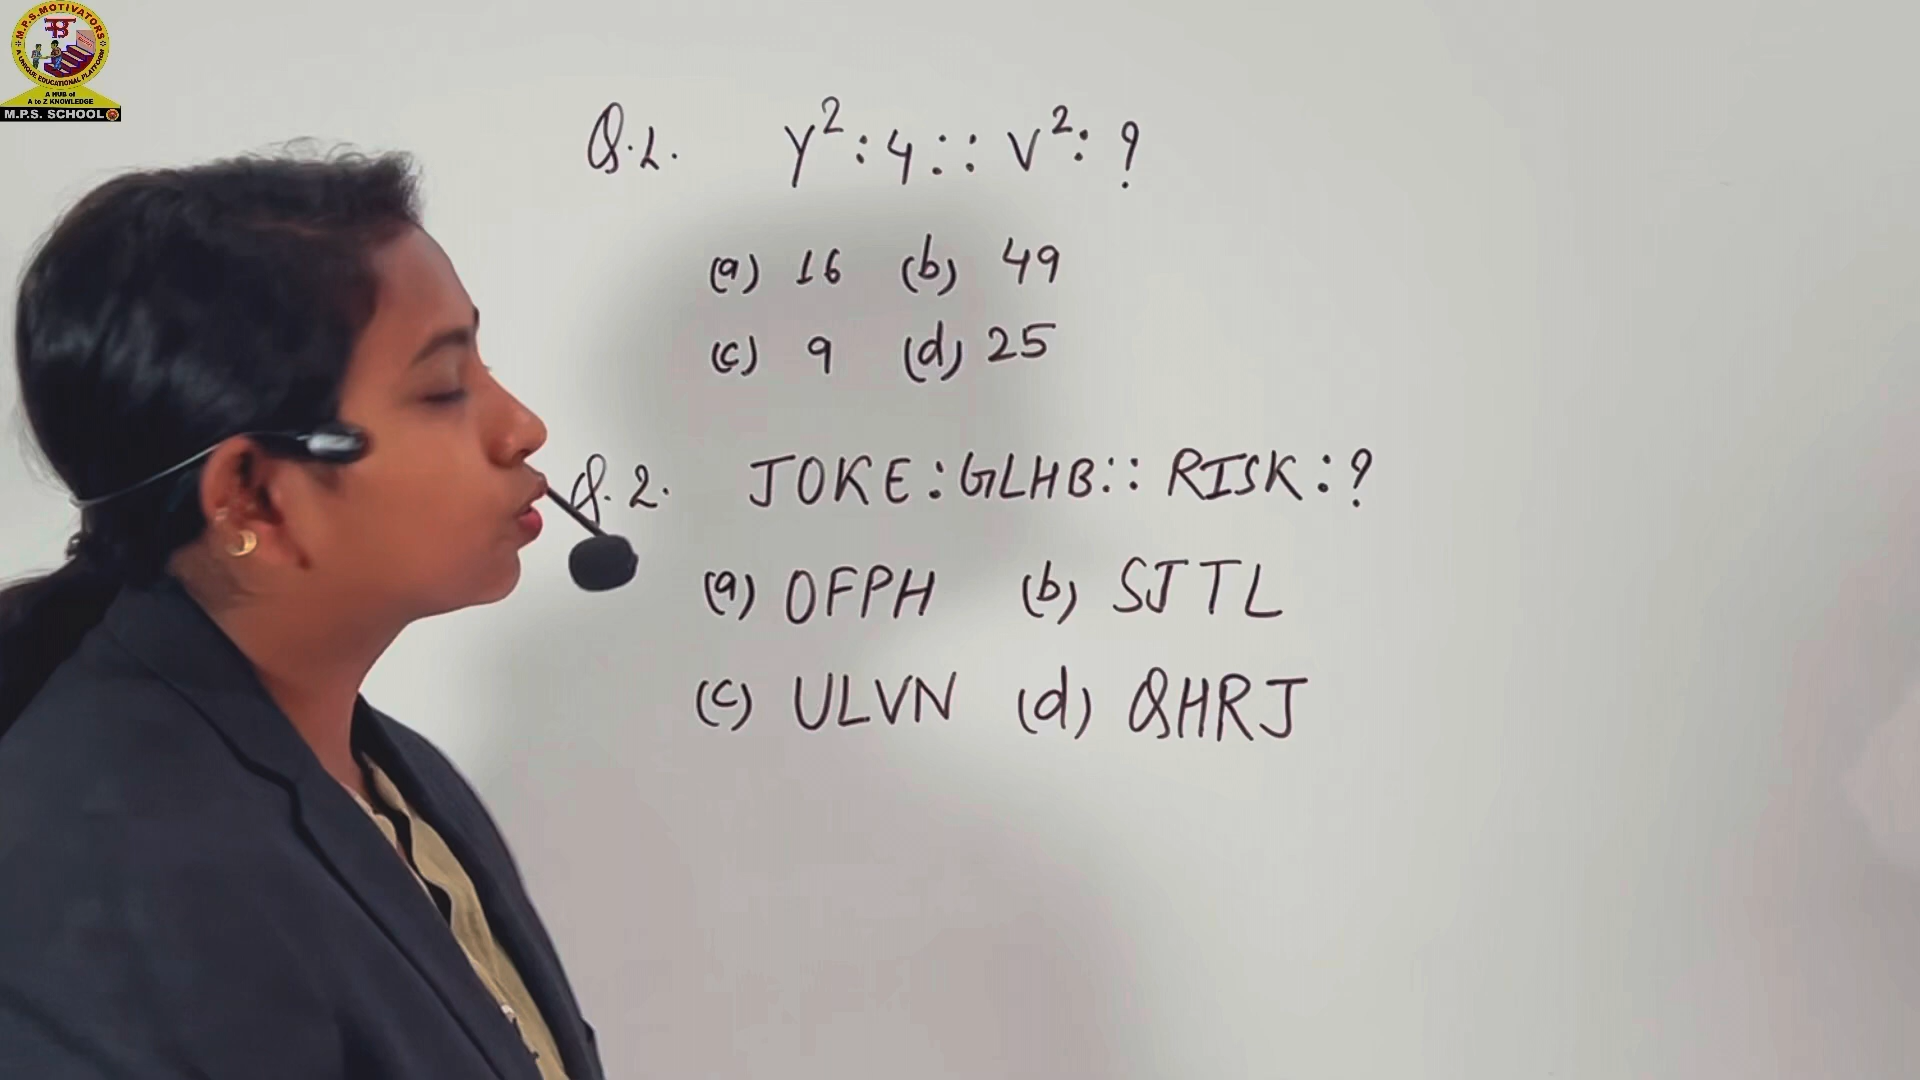 M.P.S.MOTIVATORS
A UNIQUE EDUCATIONAL PLATFORM
A HUB of
A to Z KNOWLEDGE
M.P.S. SCHOOL
Q.1. Y²:4::V²:?
(a) 16 (b) 49
(c) 9 (d) 25
Q.2. JOKE:GLHB::RISK:?
(a) OFPH (b) SJTL
(c) ULVN (d) QHRJ